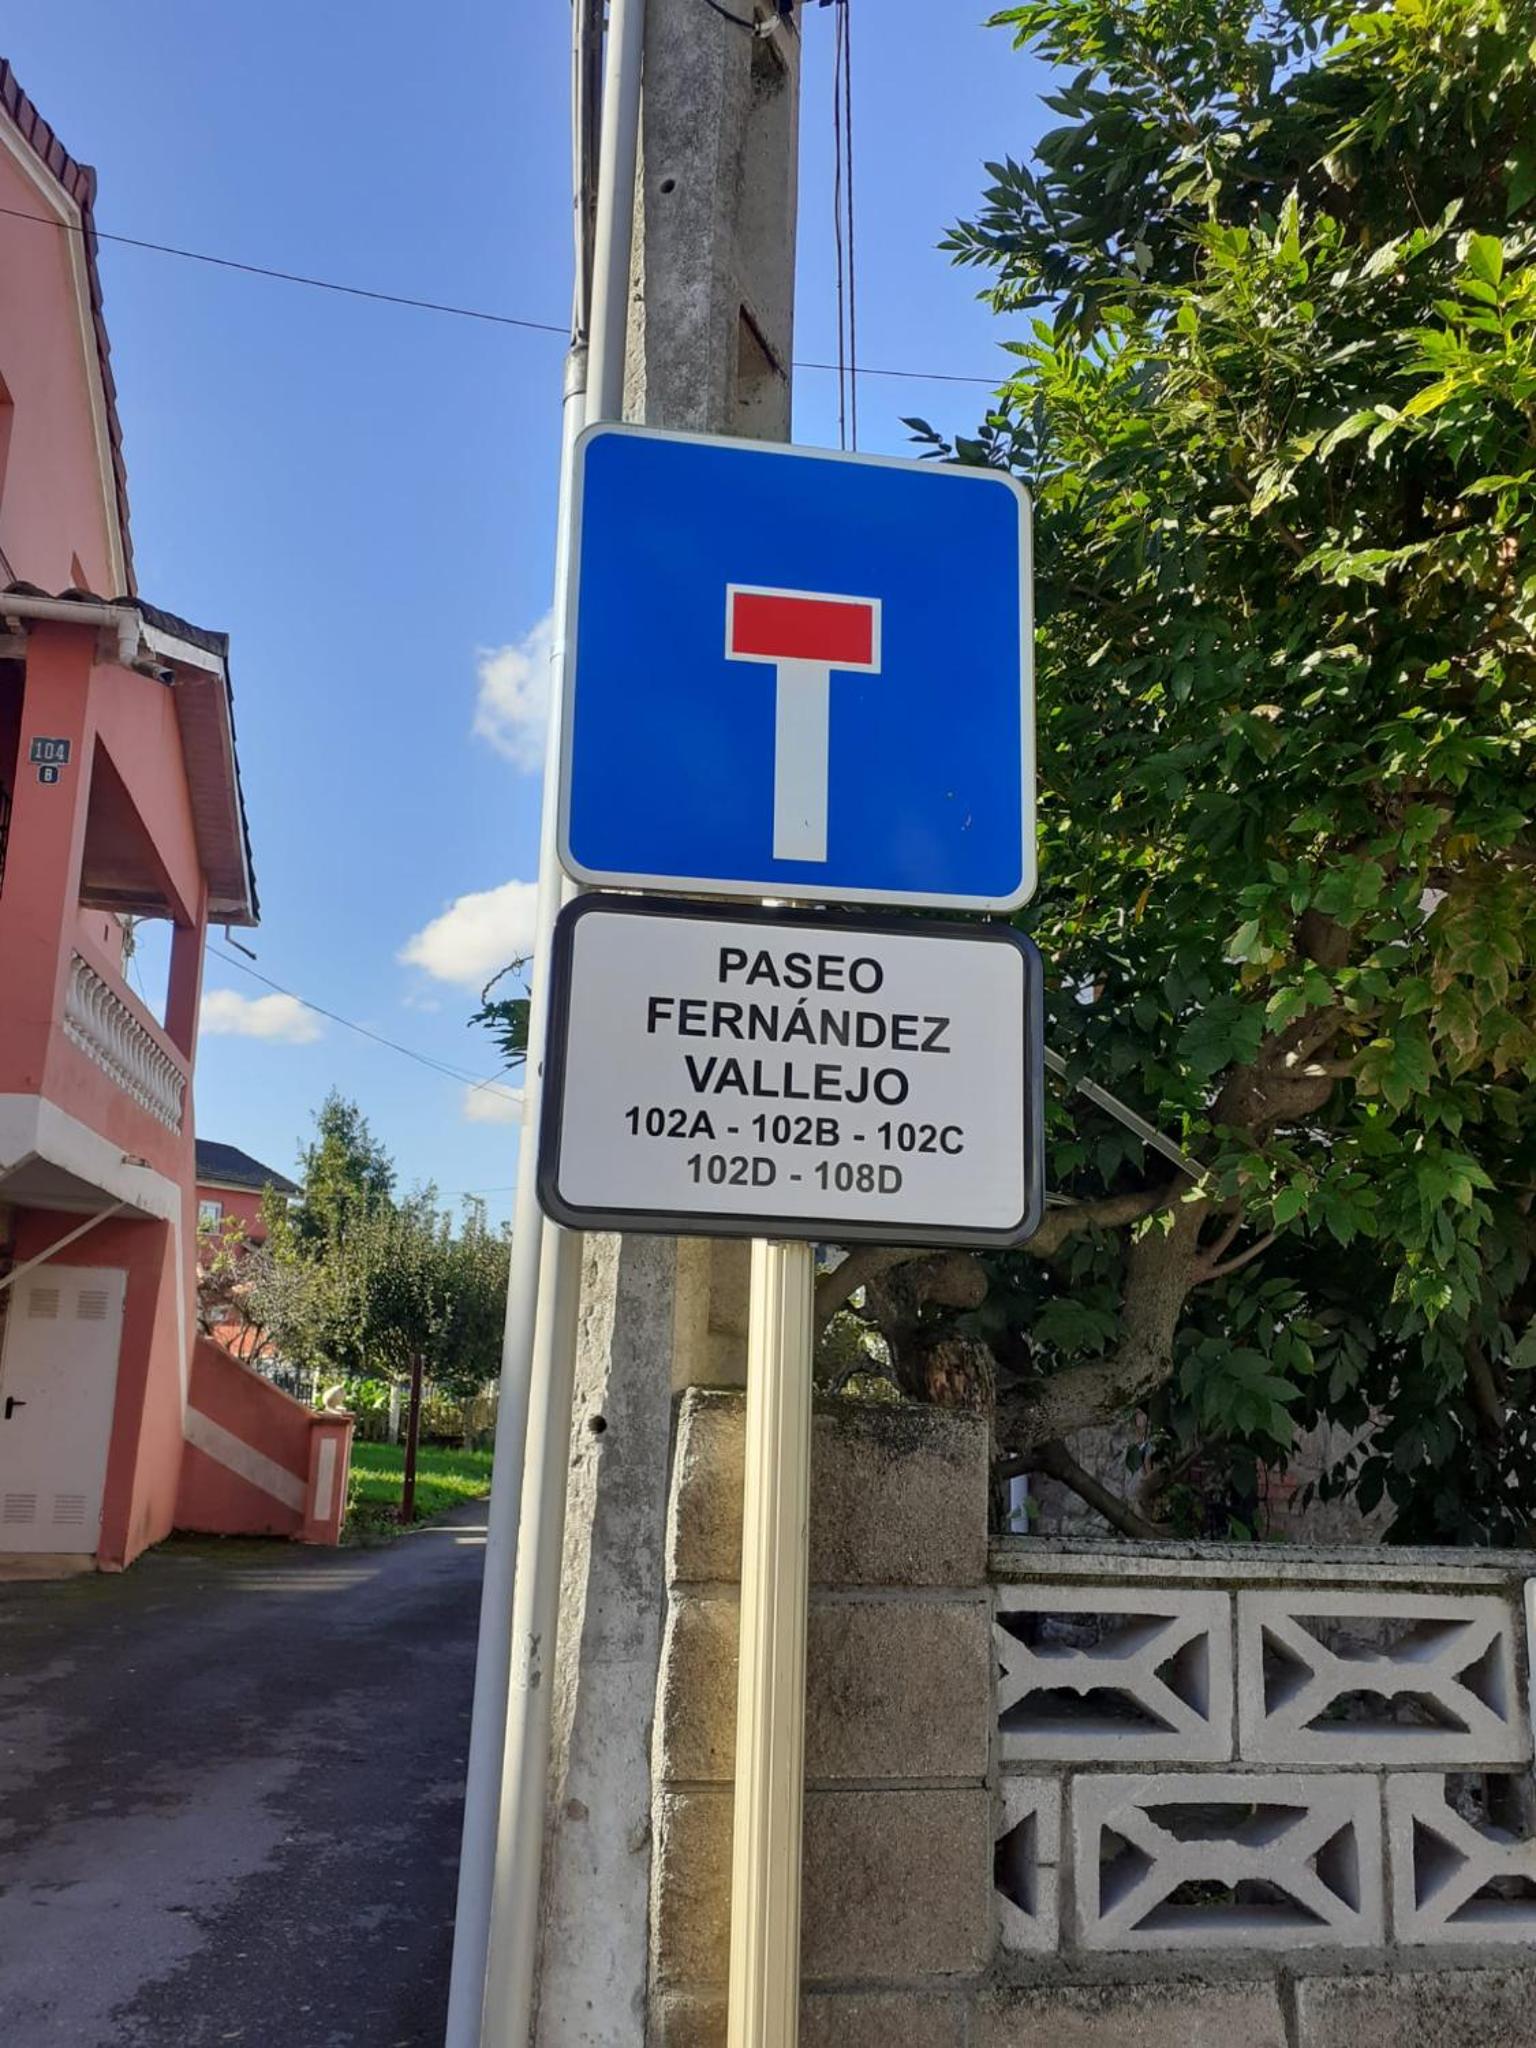 104
B
PASEO
FERNÁNDEZ
VALLEJO
102A - 102B - 102C
102D - 108D